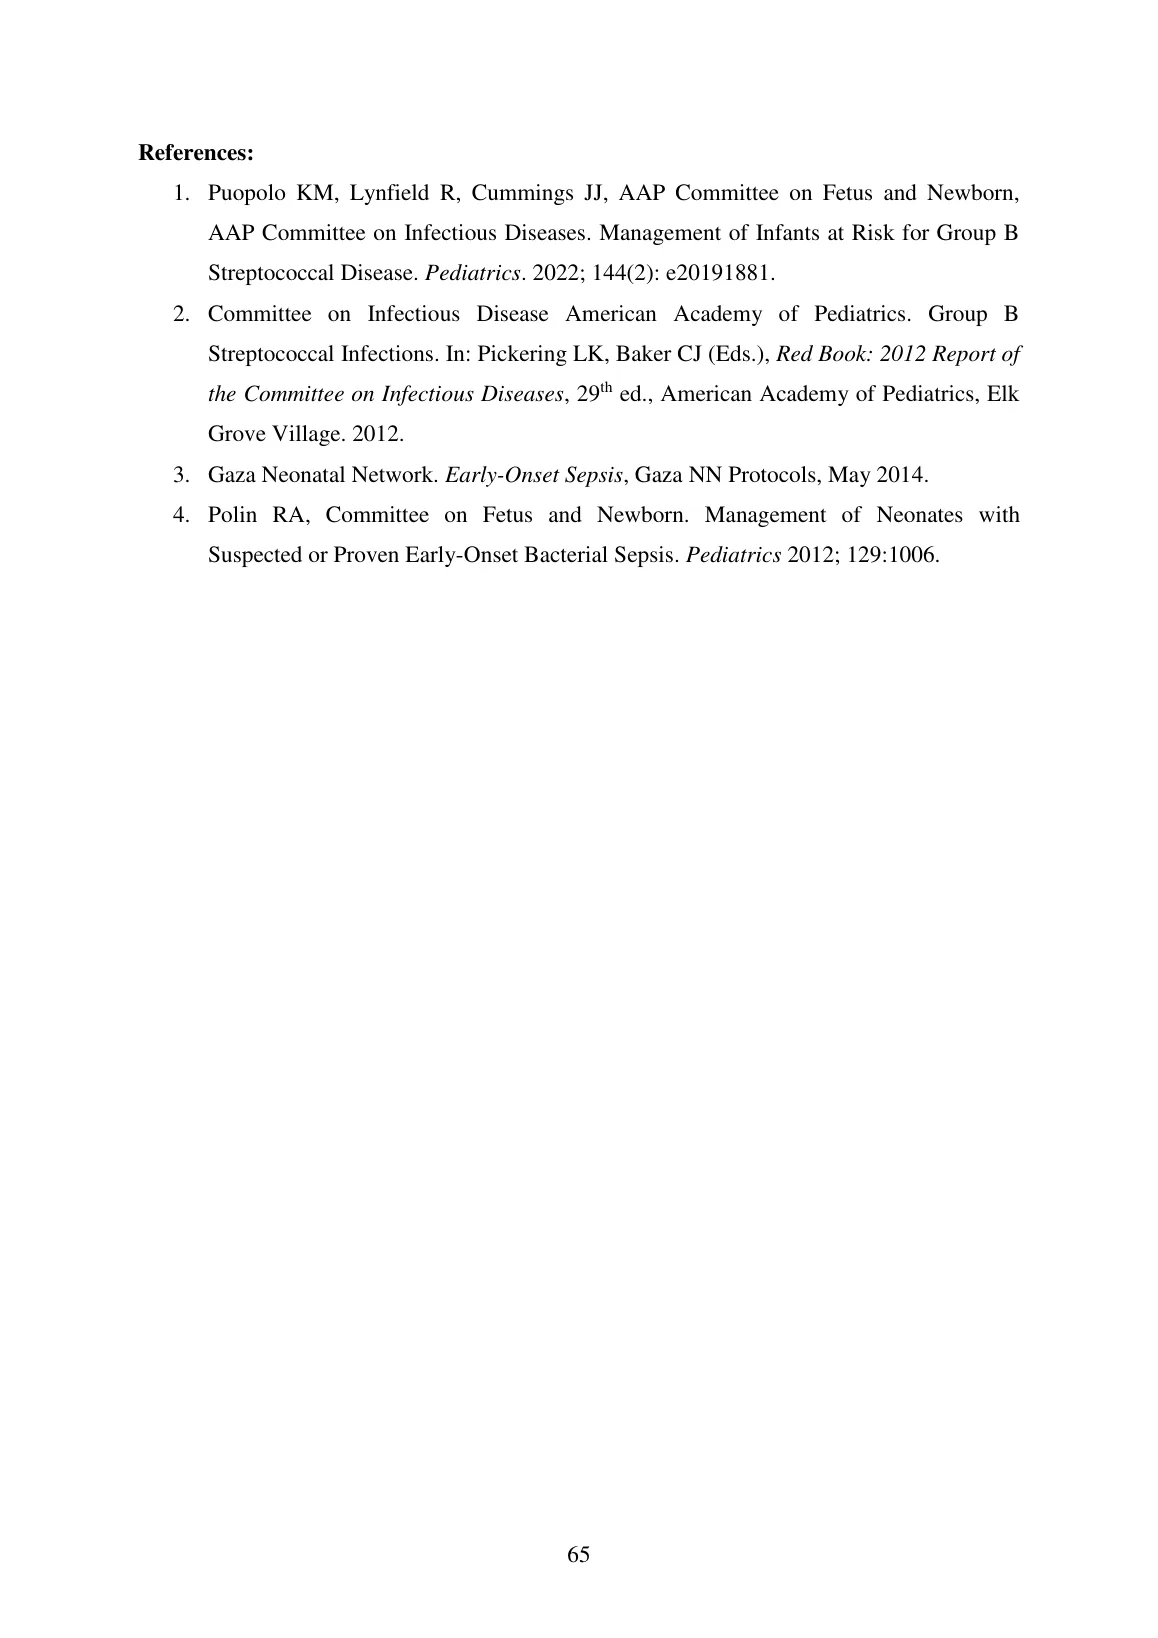 References:
1. Puopolo KM, Lynfield R, Cummings JJ, AAP Committee on Fetus and Newborn,
AAP Committee on Infectious Diseases. Management of Infants at Risk for Group B
Streptococcal Disease. Pediatrics. 2022; 144(2): e20191881.
2. Committee on Infectious Disease American Academy of Pediatrics. Group B
Streptococcal Infections. In: Pickering LK, Baker CJ (Eds.), Red Book: 2012 Report of
the Committee on Infectious Diseases, 29th ed., American Academy of Pediatrics, Elk
Grove Village. 2012.
3. Gaza Neonatal Network. Early-Onset Sepsis, Gaza NN Protocols, May 2014.
4. Polin RA, Committee on Fetus and Newborn. Management of Neonates with
Suspected or Proven Early-Onset Bacterial Sepsis. Pediatrics 2012; 129:1006.
65